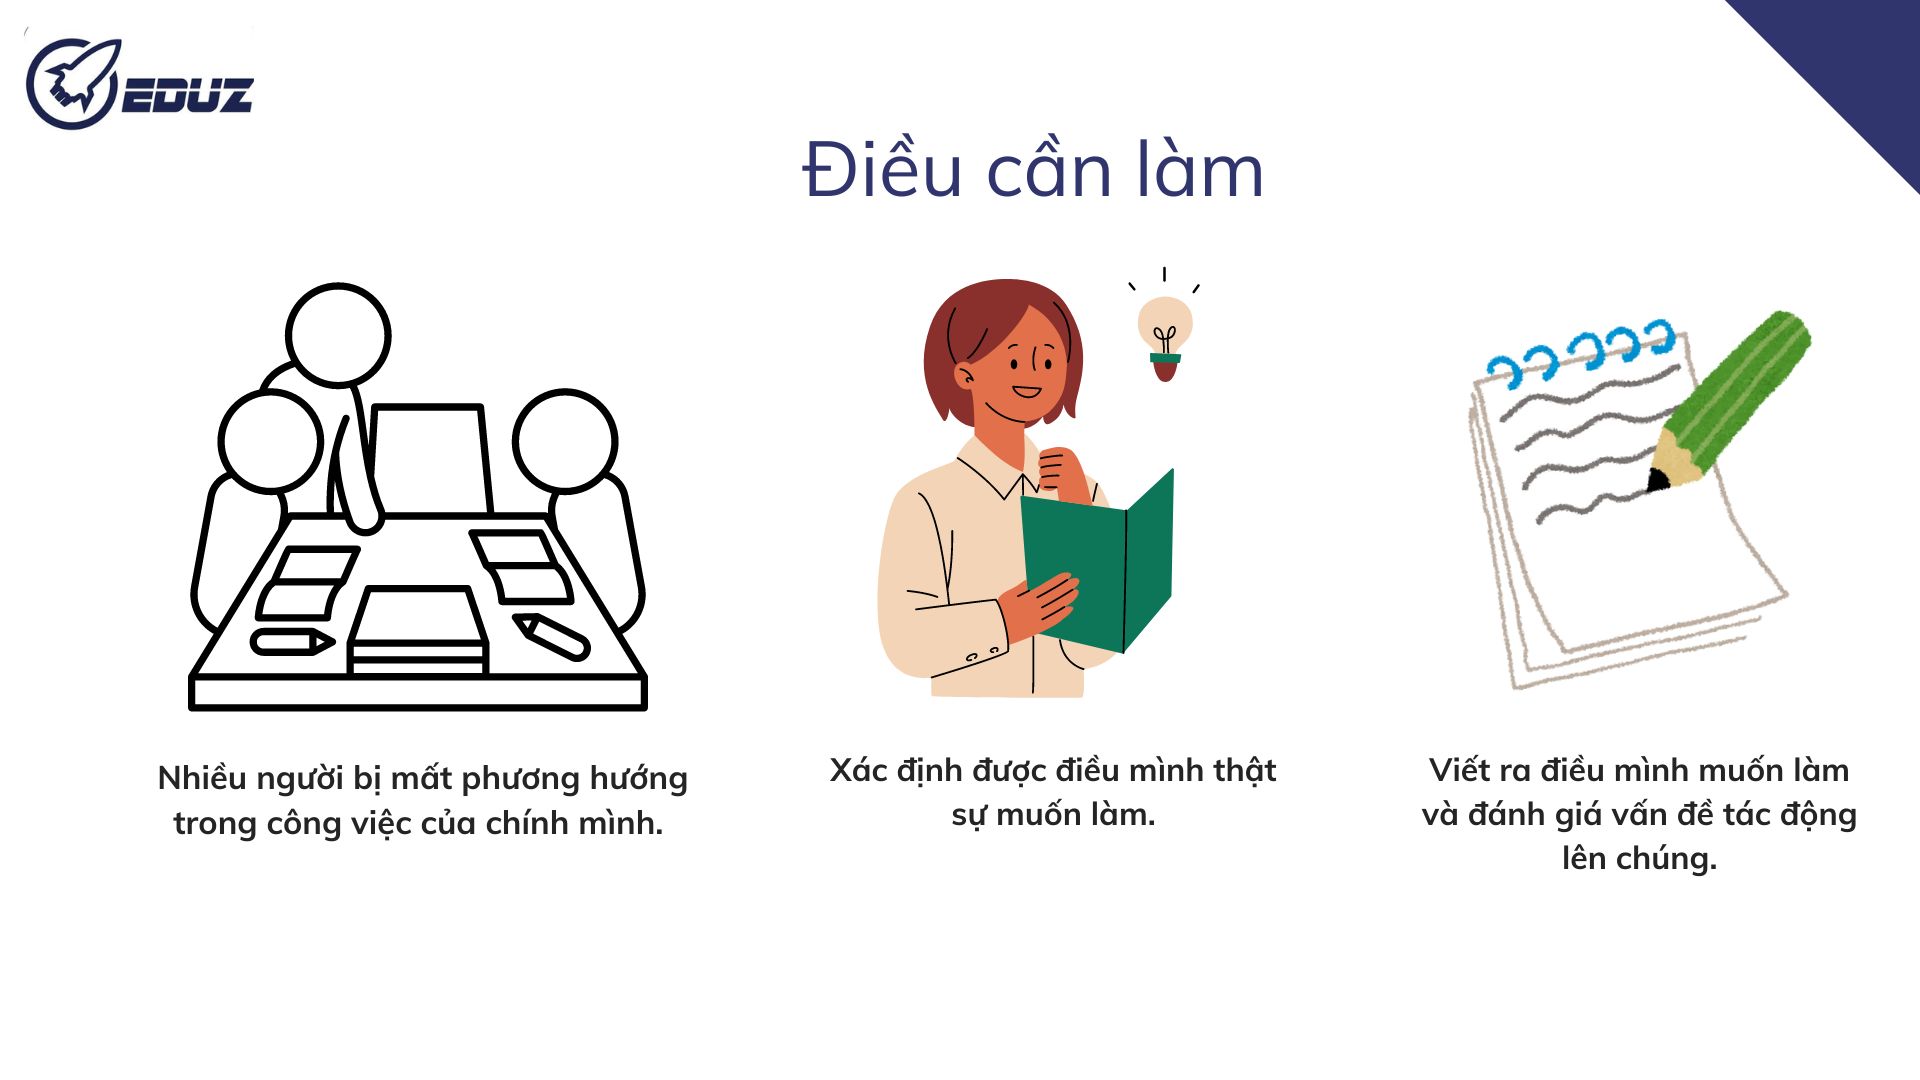 EDUZ
Điều cần làm
Nhiều người bị mất phương hướng
trong công việc của chính mình.
Xác định được điều mình thật
sự muốn làm.
Viết ra điều mình muốn làm
và đánh giá vấn đề tác động
lên chúng.